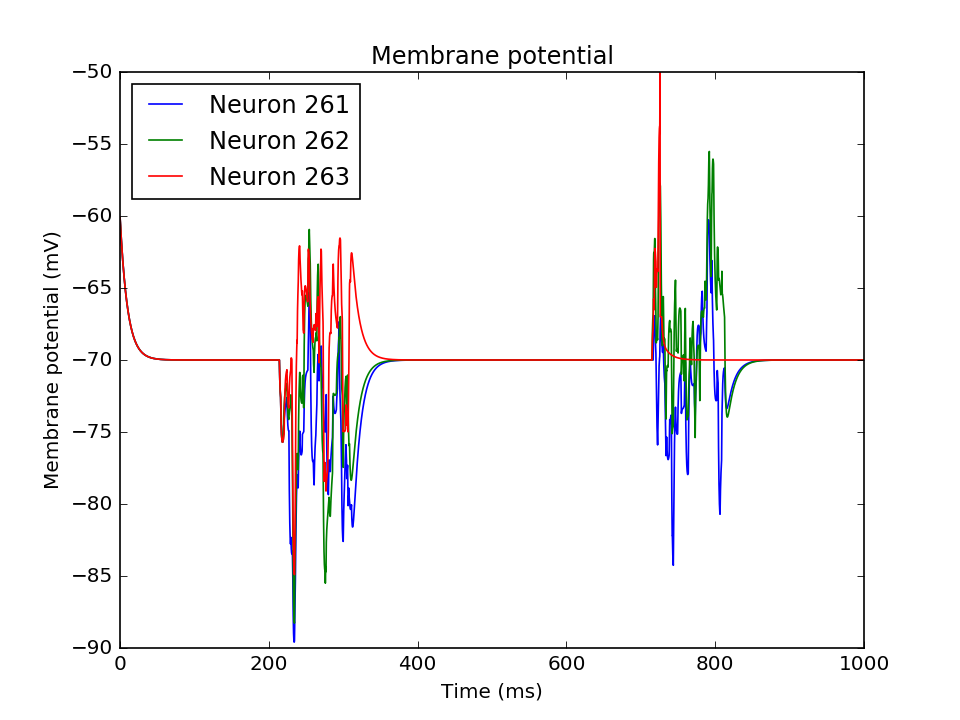 Membrane potential
Neuron 261
Neuron 262
Neuron 263
Membrane potential (mV)
−50
−55
−60
−65
−70
−75
−80
−85
−90
0 200 400 600 800 1000
Time (ms)